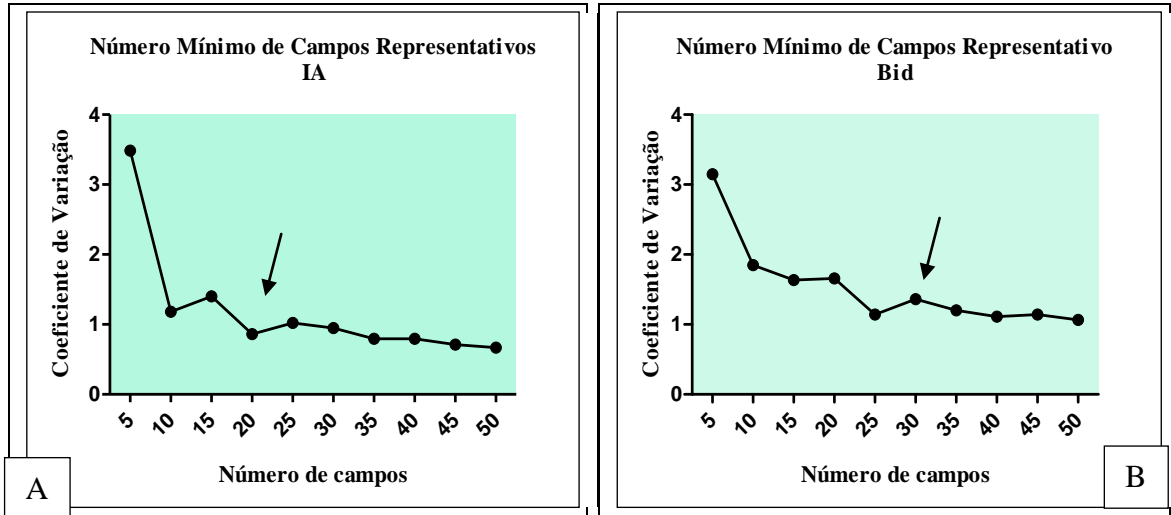 Número Mínimo de Campos Representativos
IA
Coeficiente de Variação
4
3
2
1
0
5 10 15 20 25 30 35 40 45 50
Número de campos
A
Número Mínimo de Campos Representativo
Bid
Coeficiente de Variação
4
3
2
1
0
5 10 15 20 25 30 35 40 45 50
Número de campos
B